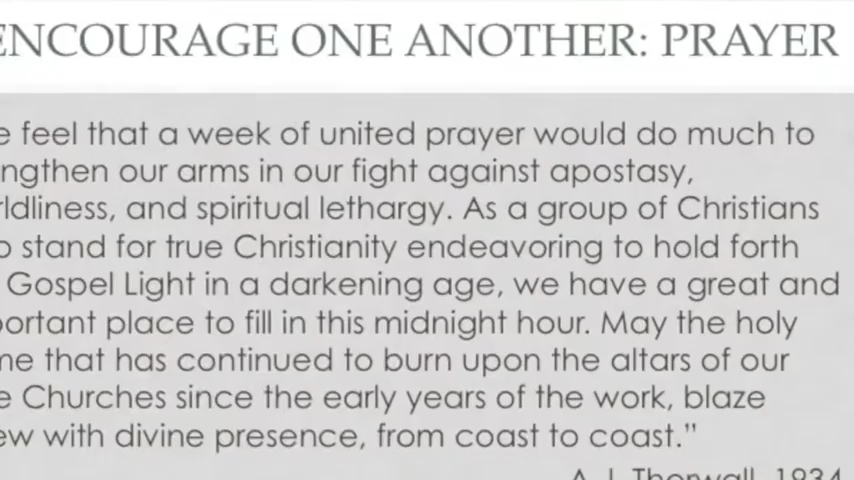 ENCOURAGE ONE ANOTHER: PRAYER
e feel that a week of united prayer would do much to
ngthen our arms in our fight against apostasy,
rldliness, and spiritual lethargy. As a group of Christians
o stand for true Christianity endeavoring to hold forth
Gospel Light in a darkening age, we have a great and
portant place to fill in this midnight hour. May the holy
me that has continued to burn upon the altars of our
e Churches since the early years of the work, blaze
ew with divine presence, from coast to coast.”
A. J. Thorwall, 1934